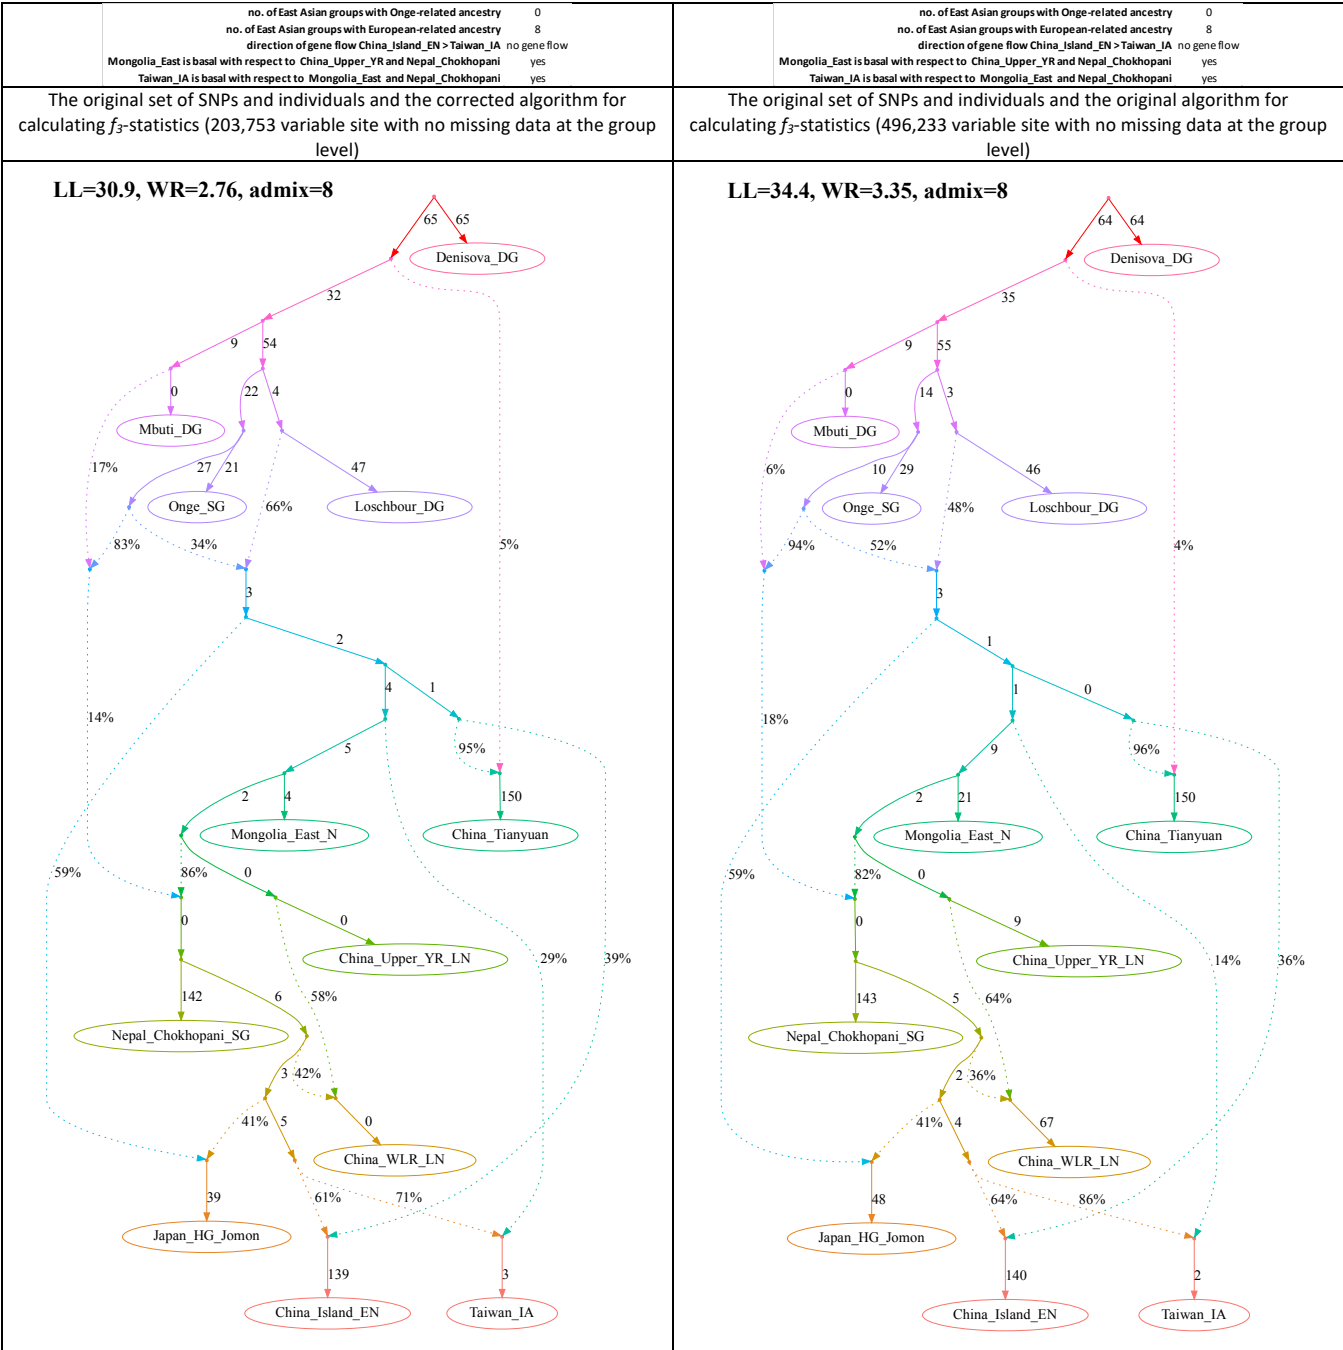 no. of East Asian groups with Onge-related ancestry 0
no. of East Asian groups with European-related ancestry 8
direction of gene flow China_Island_EN > Taiwan_IA no gene flow
Mongolia_East is basal with respect to China_Upper_YR and Nepal_Chokhopani yes
Taiwan_IA is basal with respect to Mongolia_East and Nepal_Chokhopani yes
The original set of SNPs and individuals and the corrected algorithm for
calculating f3-statistics (203,753 variable site with no missing data at the group
level)
LL=30.9, WR=2.76, admix=8
65 65
Denisova_DG
32
9 54
0 22 4
Mbuti_DG
17% 27 21 47
Onge_SG Loschbour_DG
66%
83% 34% 5%
3
2
4 1
14%
5 95%
2 4 150
Mongolia_East_N China_Tianyuan
59% 86% 0
0 0
China_Upper_YR_LN 29% 39%
142 6 58%
Nepal_Chokhopani_SG
3 42%
41% 5 0
China_WLR_LN
39 61% 71%
Japan_HG_Jomon
139 3
China_Island_EN Taiwan_IA
no. of East Asian groups with Onge-related ancestry 0
no. of East Asian groups with European-related ancestry 8
direction of gene flow China_Island_EN > Taiwan_IA no gene flow
Mongolia_East is basal with respect to China_Upper_YR and Nepal_Chokhopani yes
Taiwan_IA is basal with respect to Mongolia_East and Nepal_Chokhopani yes
The original set of SNPs and individuals and the original algorithm for
calculating f3-statistics (496,233 variable site with no missing data at the group
level)
LL=34.4, WR=3.35, admix=8
64 64
Denisova_DG
35
9 55
0 14 3
Mbuti_DG
6% 10 29 46
Onge_SG Loschbour_DG
48%
94% 52% 4%
3
1
1 0
18%
9 96%
2 21 150
Mongolia_East_N China_Tianyuan
59% 82% 0
0 9
China_Upper_YR_LN 14% 36%
143 5 64%
Nepal_Chokhopani_SG
2 36%
41% 4 67
China_WLR_LN
48 64% 86%
Japan_HG_Jomon
140 2
China_Island_EN Taiwan_IA